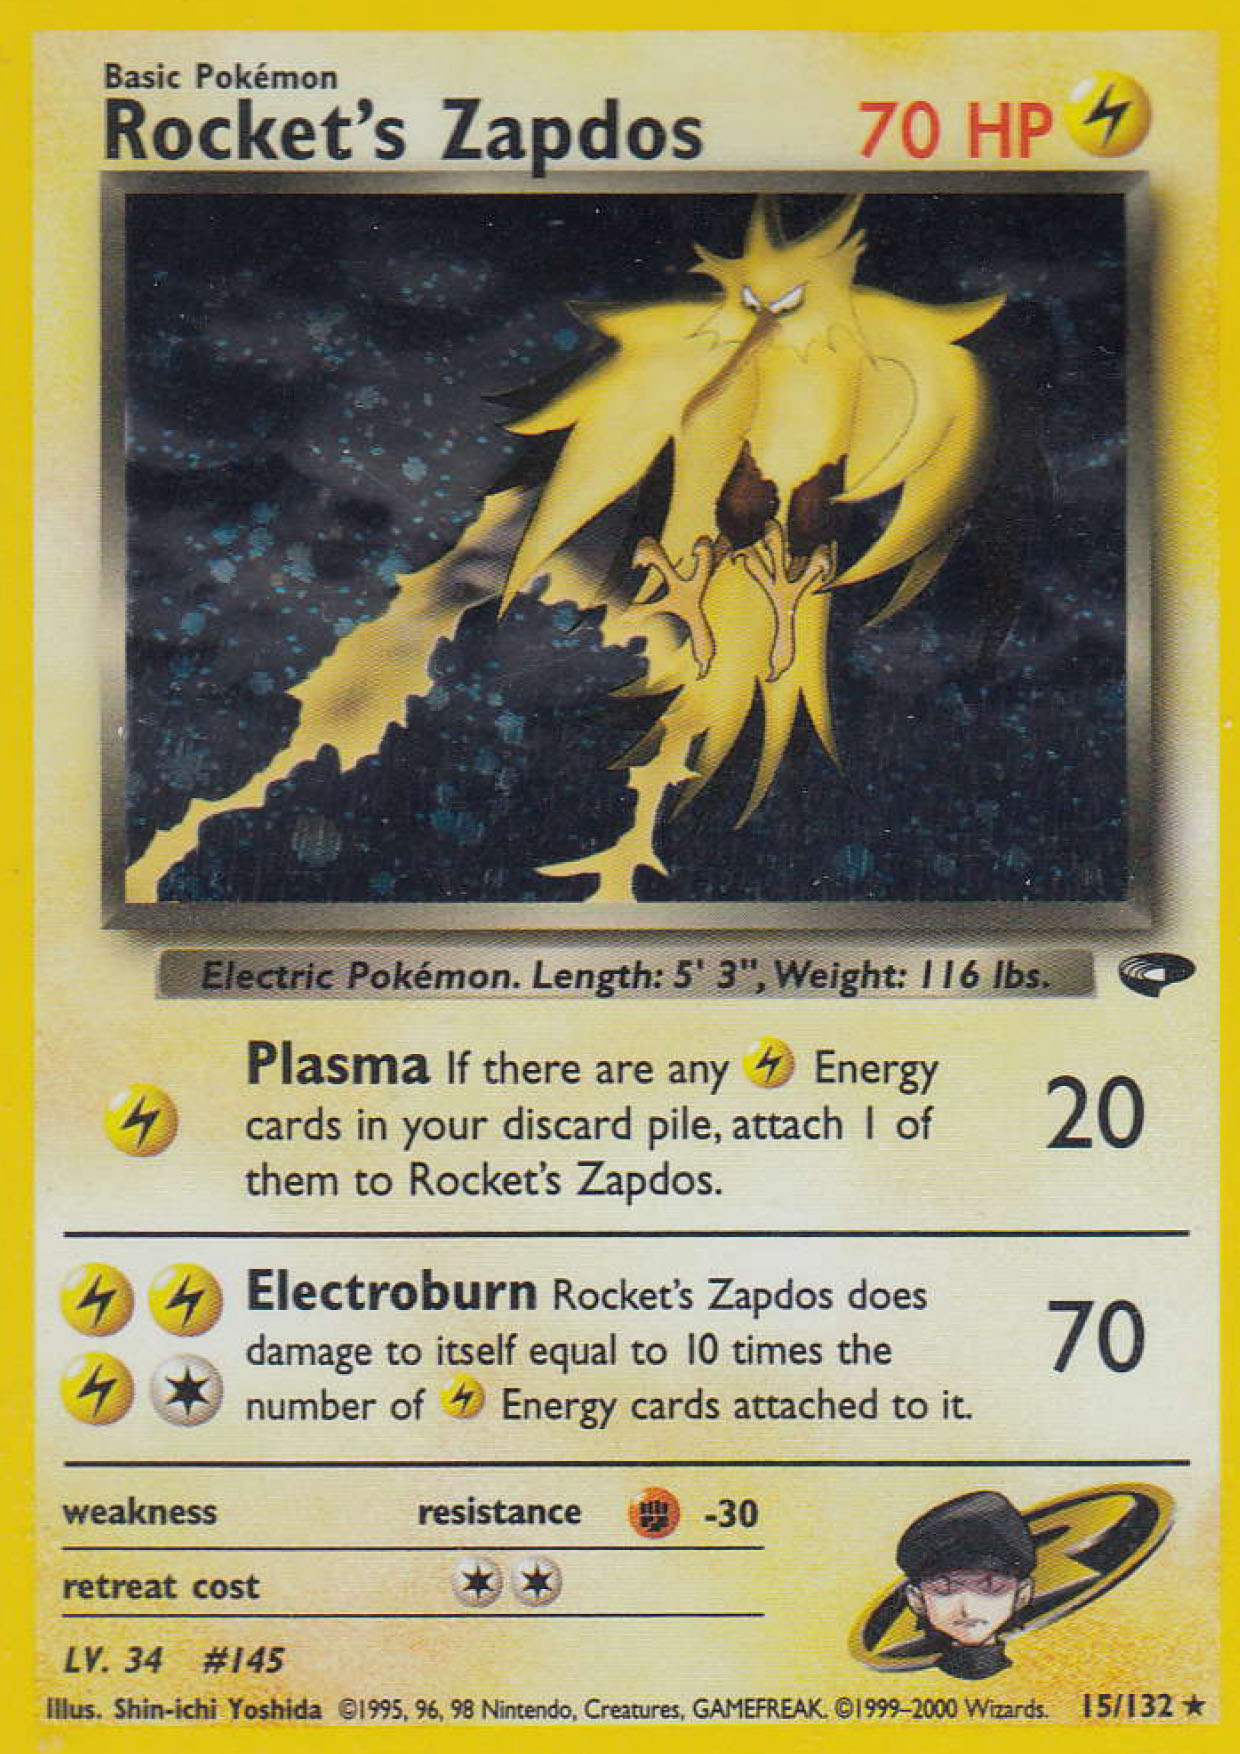 Basic Pokémon
Rocket's Zapdos 70 HP
Electric Pokémon. Length: 5' 3", Weight: 116 lbs.
Plasma If there are any Energy
cards in your discard pile, attach 1 of
them to Rocket's Zapdos.
20
Electroburn Rocket's Zapdos does
damage to itself equal to 10 times the
number of Energy cards attached to it.
70
weakness resistance -30
retreat cost
LV. 34 #145
Illus. Shin-ichi Yoshida ©1995, 96, 98 Nintendo, Creatures, GAMEFREAK. ©1999–2000 Wizards. 15/132 ★